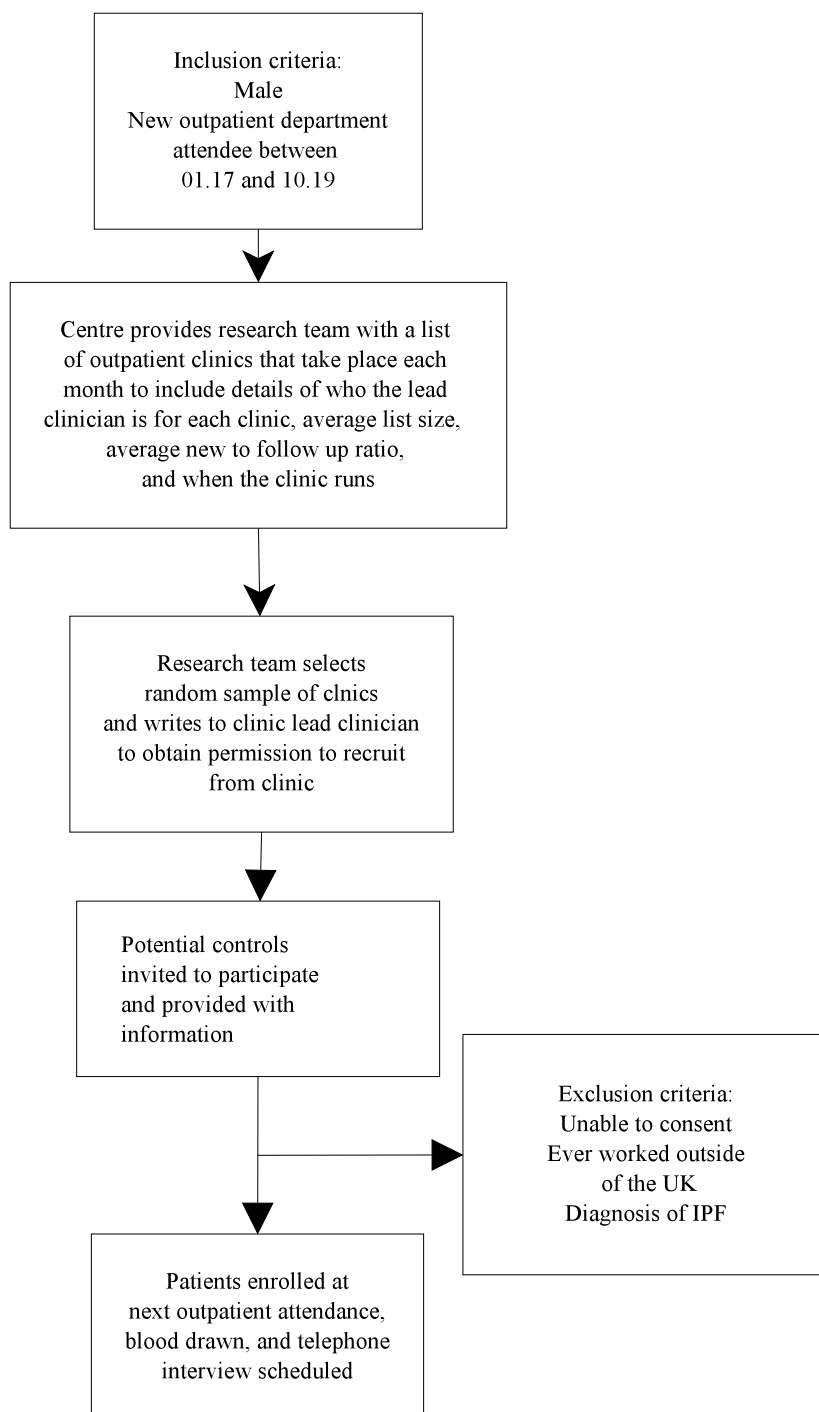 Inclusion criteria:
Male
New outpatient department
attendee between
01.17 and 10.19
Centre provides research team with a list
of outpatient clinics that take place each
month to include details of who the lead
clinician is for each clinic, average list size,
average new to follow up ratio,
and when the clinic runs
Research team selects
random sample of clnics
and writes to clinic lead clinician
to obtain permission to recruit
from clinic
Potential controls
invited to participate
and provided with
information
Exclusion criteria:
Unable to consent
Ever worked outside
of the UK
Diagnosis of IPF
Patients enrolled at
next outpatient attendance,
blood drawn, and telephone
interview scheduled